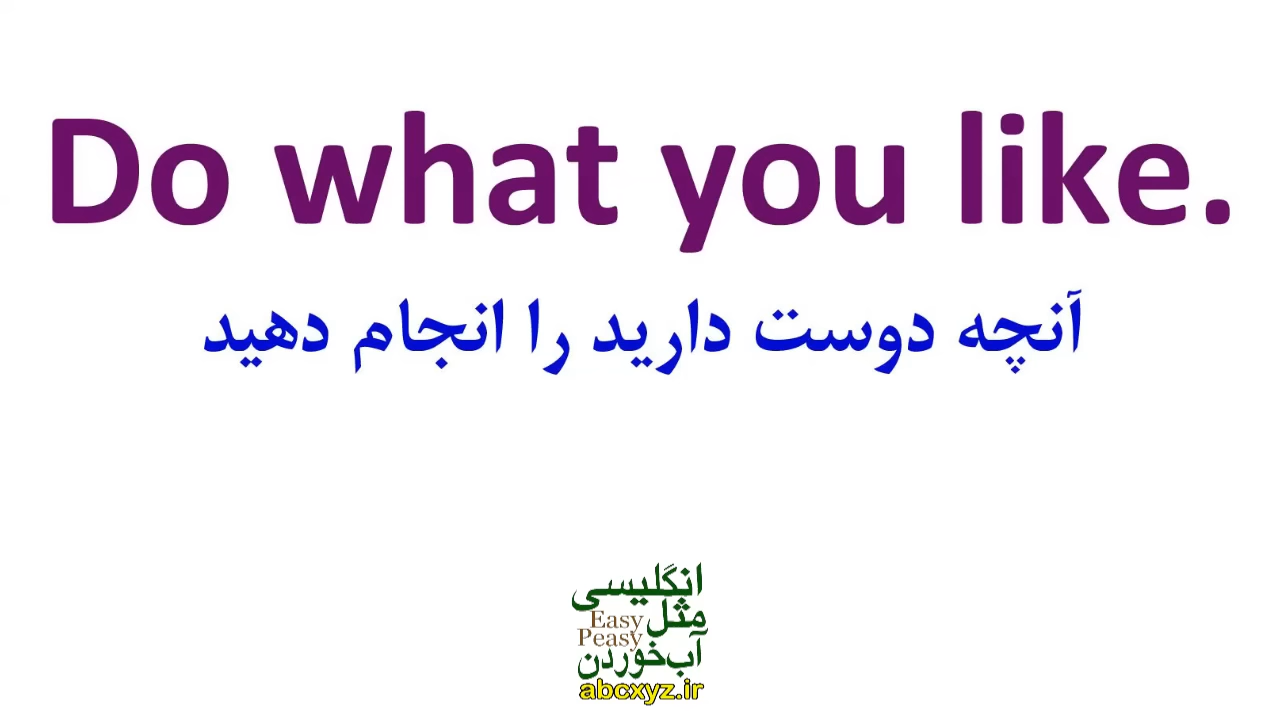 Do what you like.
آنچه دوست دارید را انجام دهید
انگلیسی
مثل
Easy
Peasy
آب‌خوردن
abcxyz.ir